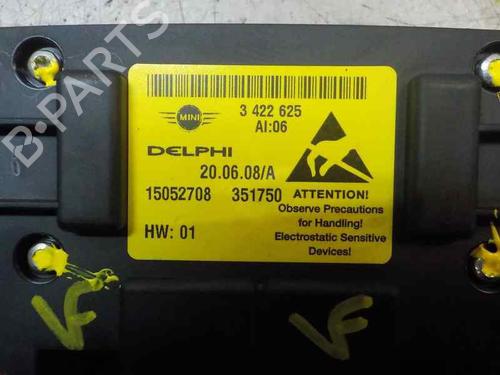 B-PARTS
MINI
3 422 625
AI:06
DELPHI
20.06.08/A
15052708 351750
ATTENTION!
Observe Precautions
for Handling!
Electrostatic Sensitive
Devices!
HW: 01
VF
VF